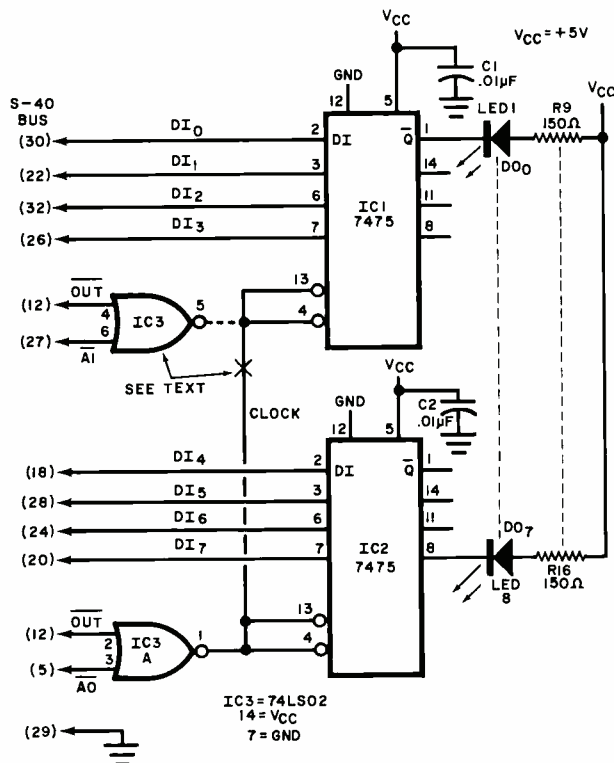 VCC
VCC = +5V
C1
.01µF
GND
VCC
S-40
BUS
12
5
LED1
R9
150Ω
(30)
DI0
2
DI
Q̅
1
DO0
(22)
DI1
3
14
(32)
DI2
6
11
IC1
7475
(26)
DI3
7
8
13
(12)
O̅U̅T̅
4
IC3
5
4
(27)
6
A̅1̅
SEE TEXT
VCC
CLOCK
GND
C2
.01µF
12
5
(18)
DI4
2
DI
Q̅
1
(28)
DI5
3
14
(24)
DI6
6
11
DO7
(20)
DI7
7
IC2
7475
8
LED
8
R16
150Ω
13
(12)
O̅U̅T̅
2
IC3
A
1
4
(5)
3
A̅0̅
IC3 = 74LS02
14 = VCC
7 = GND
(29)